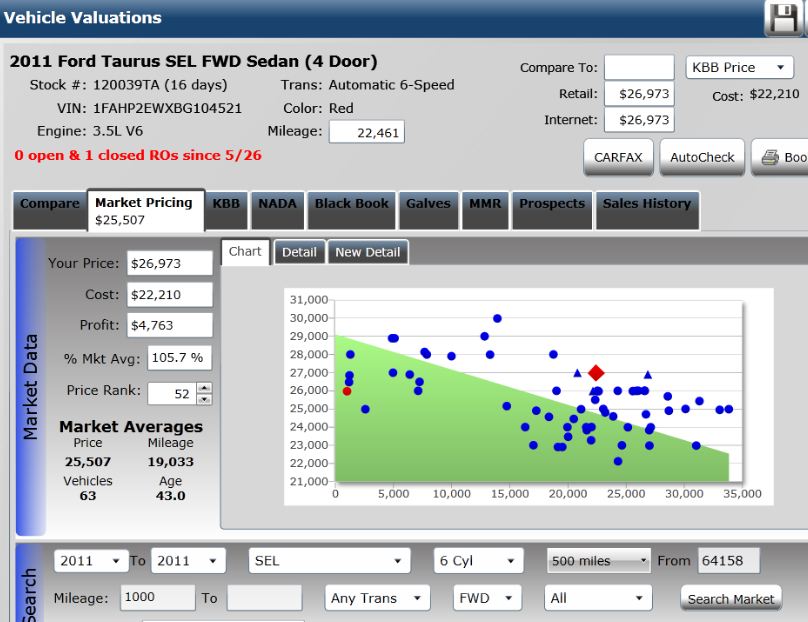 Vehicle Valuations
2011 Ford Taurus SEL FWD Sedan (4 Door)
Stock #: 120039TA (16 days) Trans: Automatic 6-Speed
VIN: 1FAHP2EWXBG104521 Color: Red
Engine: 3.5L V6 Mileage: 22,461
0 open & 1 closed ROs since 5/26
Compare To: KBB Price
Retail: $26,973 Cost: $22,210
Internet: $26,973
CARFAX AutoCheck Boo
Compare Market Pricing KBB NADA Black Book Galves MMR Prospects Sales History
$25,507
Market Data
Your Price: $26,973
Cost: $22,210
Profit: $4,763
% Mkt Avg: 105.7 %
Price Rank: 52
Market Averages
Price Mileage
25,507 19,033
Vehicles Age
63 43.0
Chart Detail New Detail
31,000
30,000
29,000
28,000
27,000
26,000
25,000
24,000
23,000
22,000
21,000
0 5,000 10,000 15,000 20,000 25,000 30,000 35,000
Search
2011 To 2011 SEL 6 Cyl 500 miles From 64158
Mileage: 1000 To Any Trans FWD All Search Market